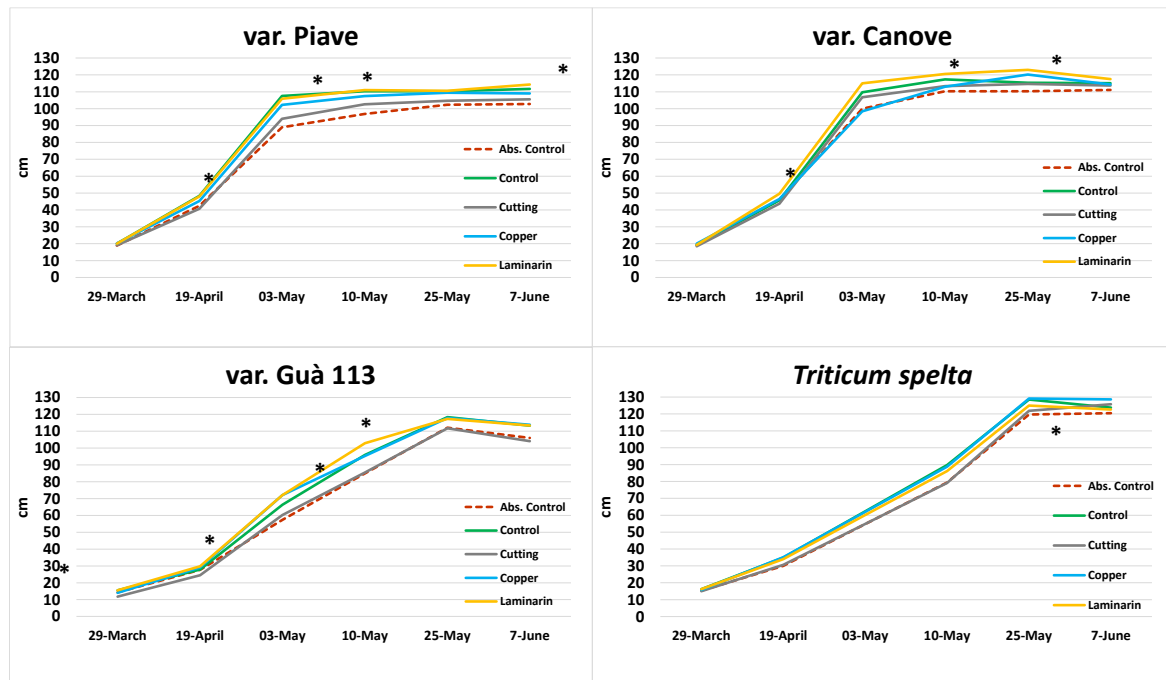 var. Piave
130
120
*
*
*
110
100
90
80
70
60
50
40
30
20
10
0
*
cm
Abs. Control
Control
Cutting
Copper
Laminarin
29-March 19-April 03-May 10-May 25-May 7-June
var. Canove
130
120
*
*
110
100
90
80
70
60
50
40
30
20
10
0
*
cm
Abs. Control
Control
Cutting
Copper
Laminarin
29-March 19-April 03-May 10-May 25-May 7-June
var. Guà 113
130
120
110
100
90
80
70
60
50
40
30
20
10
0
*
*
*
*
cm
Abs. Control
Control
Cutting
Copper
Laminarin
29-March 19-April 03-May 10-May 25-May 7-June
Triticum spelta
130
120
110
100
90
80
70
60
50
40
30
20
10
0
*
cm
Abs. Control
Control
Cutting
Copper
Laminarin
29-March 19-April 03-May 10-May 25-May 7-June